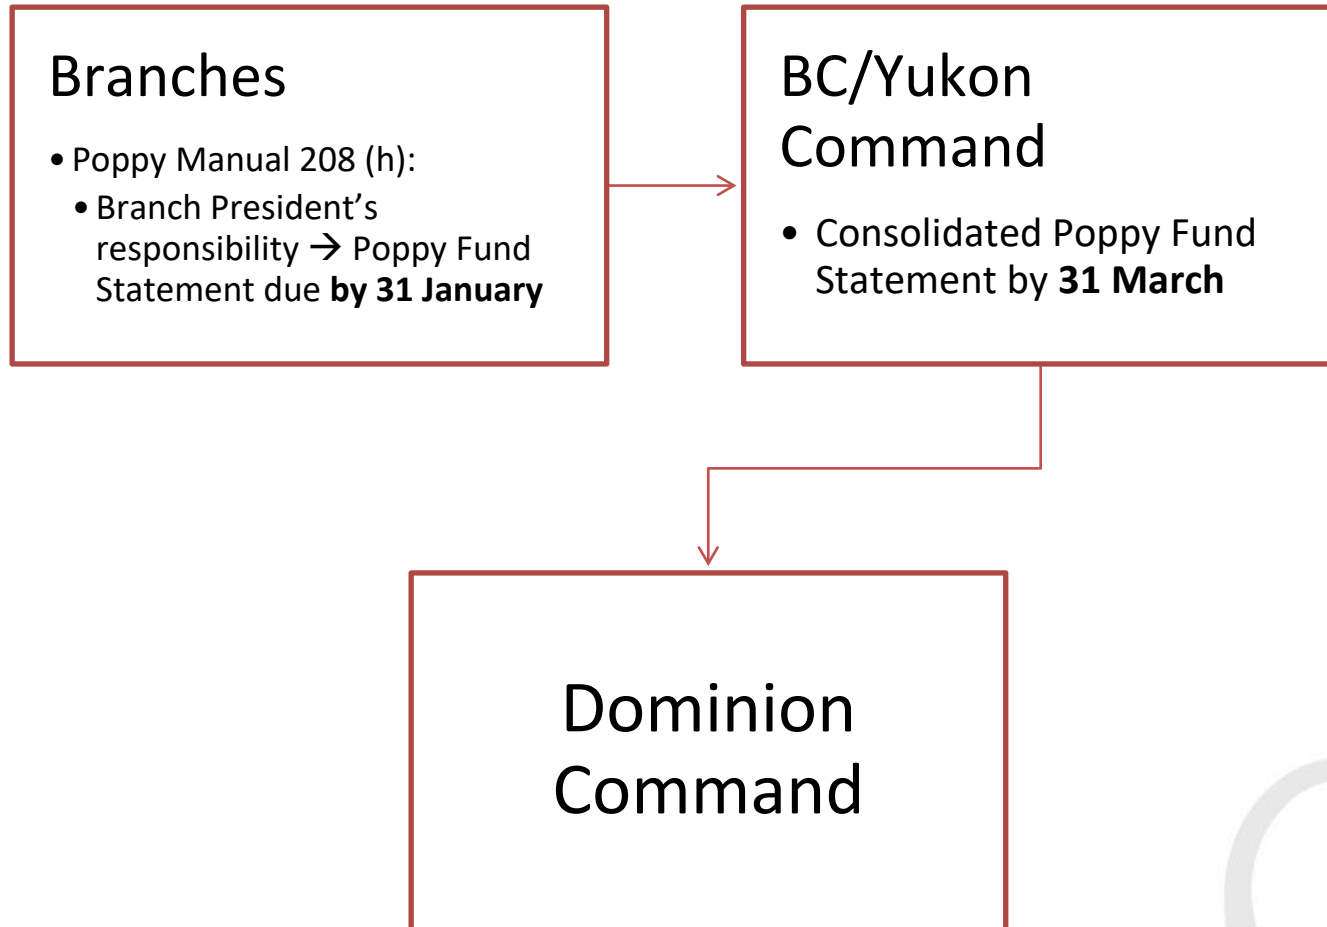 Branches
• Poppy Manual 208 (h):
• Branch President’s
responsibility → Poppy Fund
Statement due by 31 January
BC/Yukon
Command
• Consolidated Poppy Fund
Statement by 31 March
Dominion
Command